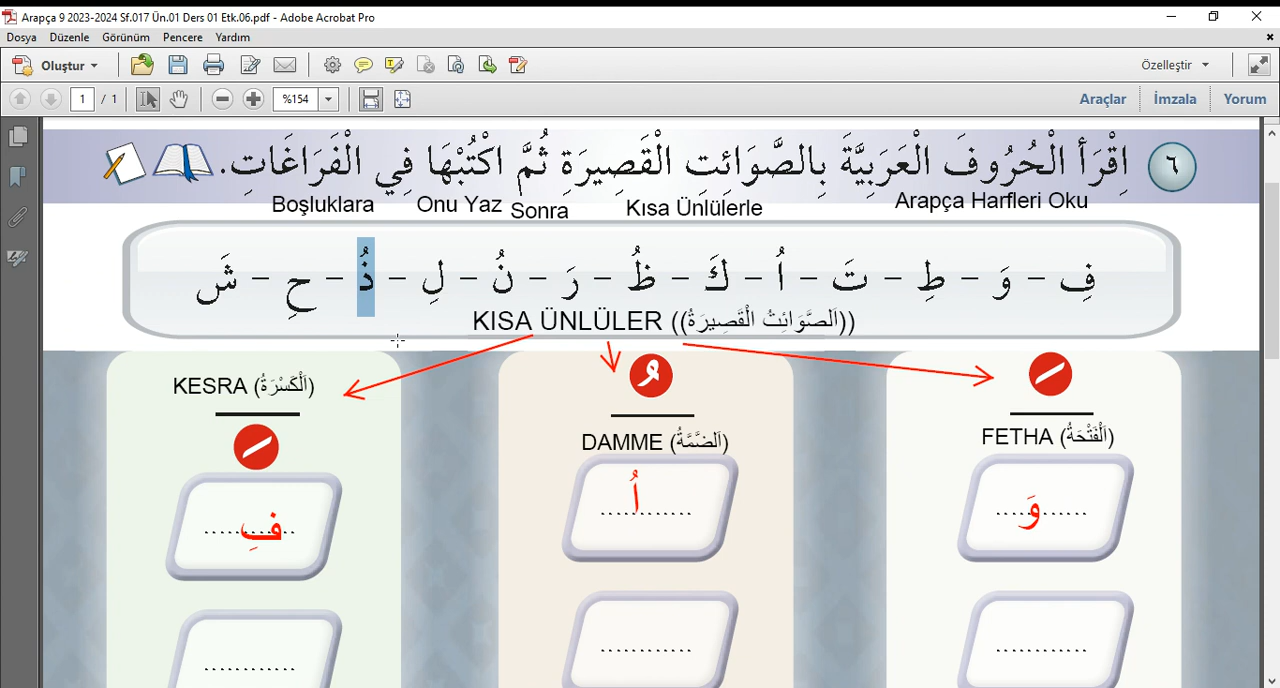 Arapça 9 2023-2024 Sf.017 Ün.01 Ders 01 Etk.06.pdf - Adobe Acrobat Pro
Dosya Düzenle Görünüm Pencere Yardım
Oluştur Özelleştir
1 / 1 %154 Araçlar İmzala Yorum
٦ اِقْرَأ الْحُرُوفَ الْعَرَبِيَّةَ بِالصَّوَائِتِ الْقَصِيرَةِ ثُمَّ اكْتُبْهَا فِي الْفَرَاغَاتِ.
Boşluklara Onu Yaz Sonra Kısa Ünlülerle Arapça Harfleri Oku
فِ – وَ – طِ – تَ – أُ – كَ – ظُ – رَ – نُ – لِ – ذُ – حِ – شَ
KISA ÜNLÜLER ((اَلصَّوَائِتُ الْقَصِيرَةُ))
KESRA (اَلْكَسْرَةُ)
DAMME (اَلضَّمَّةُ)
FETHA (اَلْفَتْحَةُ)
فِ
أُ
وَ